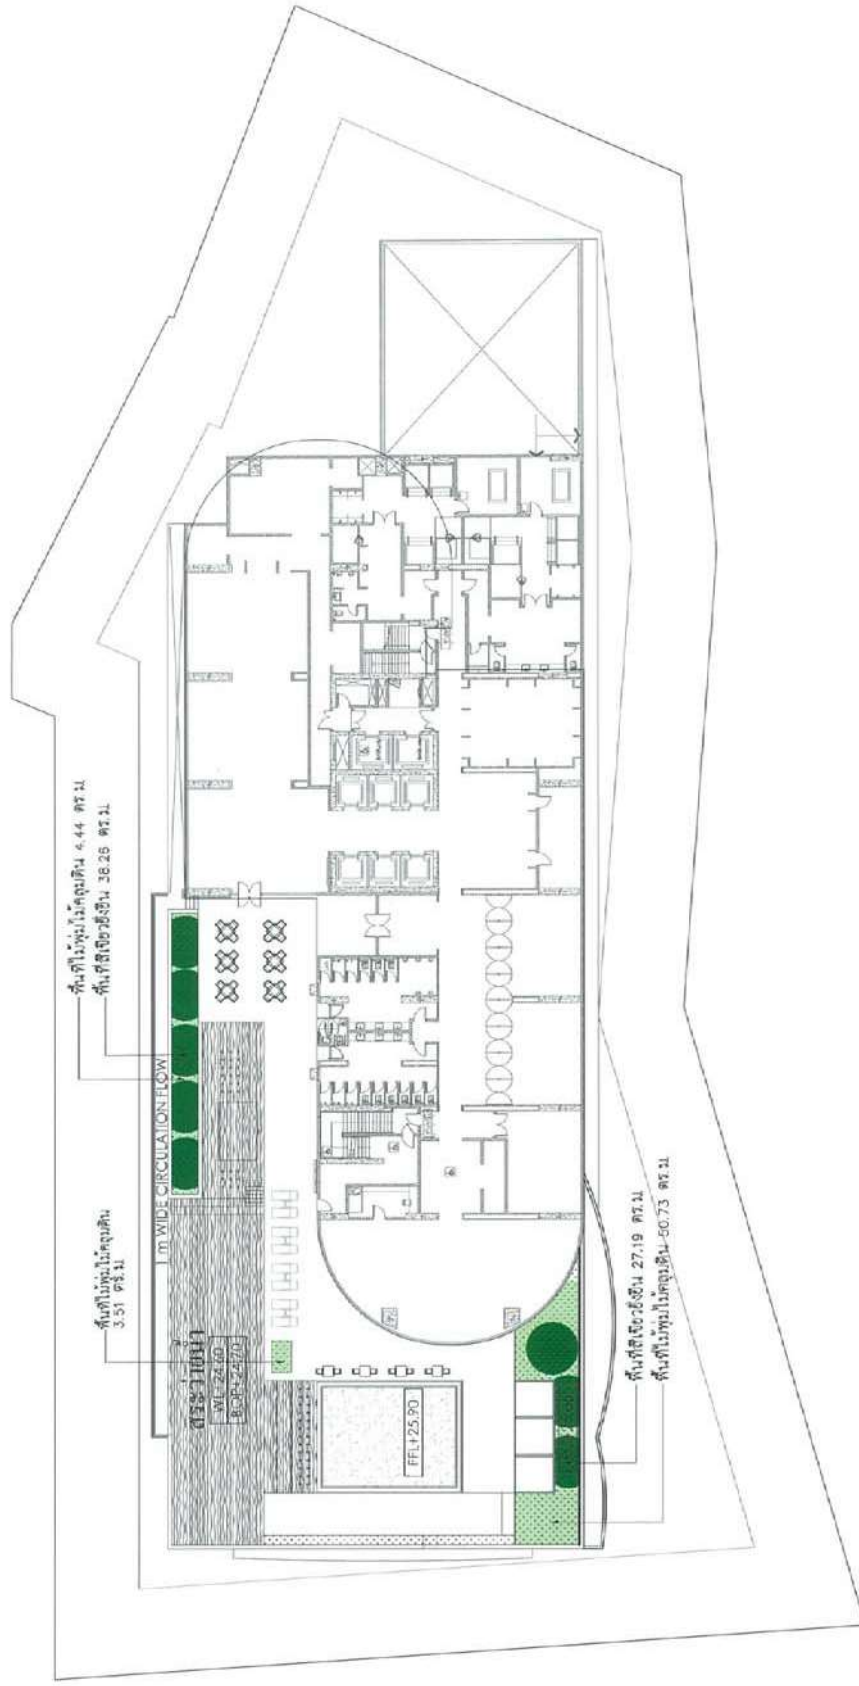 พื้นที่ไม้พุ่มไม้คลุมดิน 4.44 ตร.ม.
พื้นที่สีเขียวยั่งยืน 38.28 ตร.ม.
1 m WIDE CIRCULATION FLOW
พื้นที่ไม้พุ่มไม้คลุมดิน
3.51 ตร.ม.
สระว่ายน้ำ
WL+24.60
FFL+25.90
พื้นที่สีเขียวยั่งยืน 27.19 ตร.ม.
พื้นที่ไม้พุ่มไม้คลุมดิน 60.73 ตร.ม.